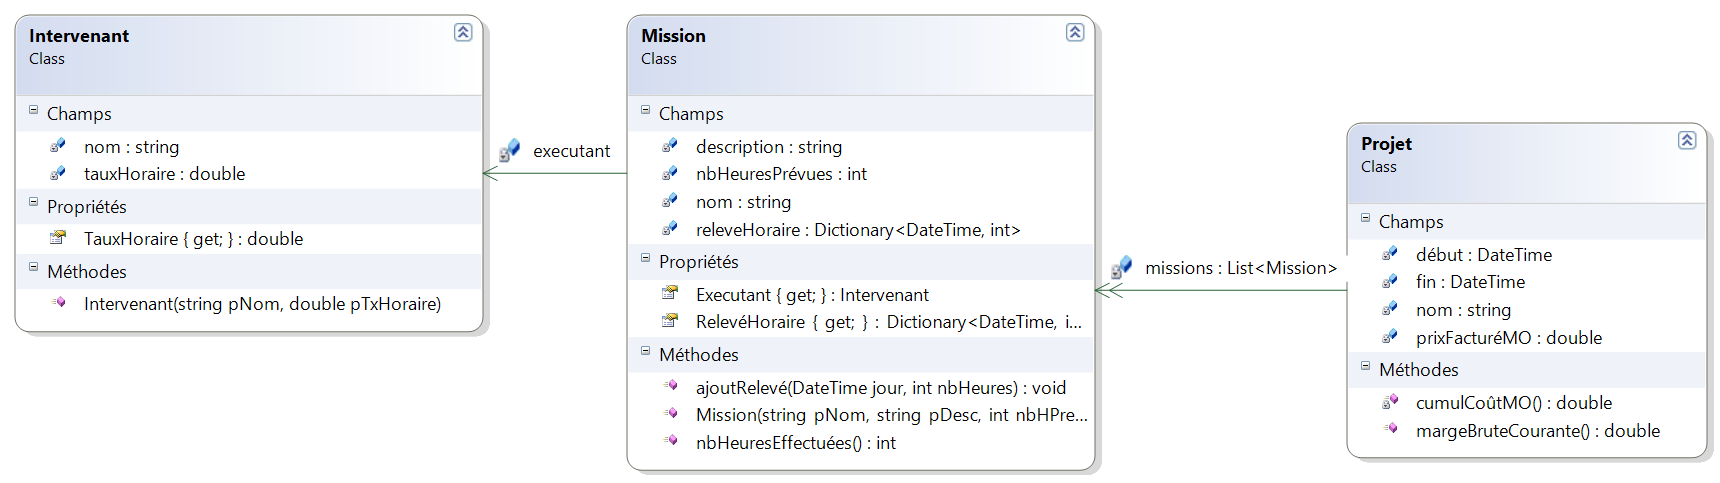 Intervenant
Class
Champs
nom : string
tauxHoraire : double
Propriétés
TauxHoraire { get; } : double
Méthodes
Intervenant(string pNom, double pTxHoraire)
executant
Mission
Class
Champs
description : string
nbHeuresPrévues : int
nom : string
releveHoraire : Dictionary<DateTime, int>
Propriétés
Executant { get; } : Intervenant
RelevéHoraire { get; } : Dictionary<DateTime, i...
Méthodes
ajoutRelevé(DateTime jour, int nbHeures) : void
Mission(string pNom, string pDesc, int nbHPre...
nbHeuresEffectuées() : int
missions : List<Mission>
Projet
Class
Champs
début : DateTime
fin : DateTime
nom : string
prixFacturéMO : double
Méthodes
cumulCoûtMO() : double
margeBruteCourante() : double